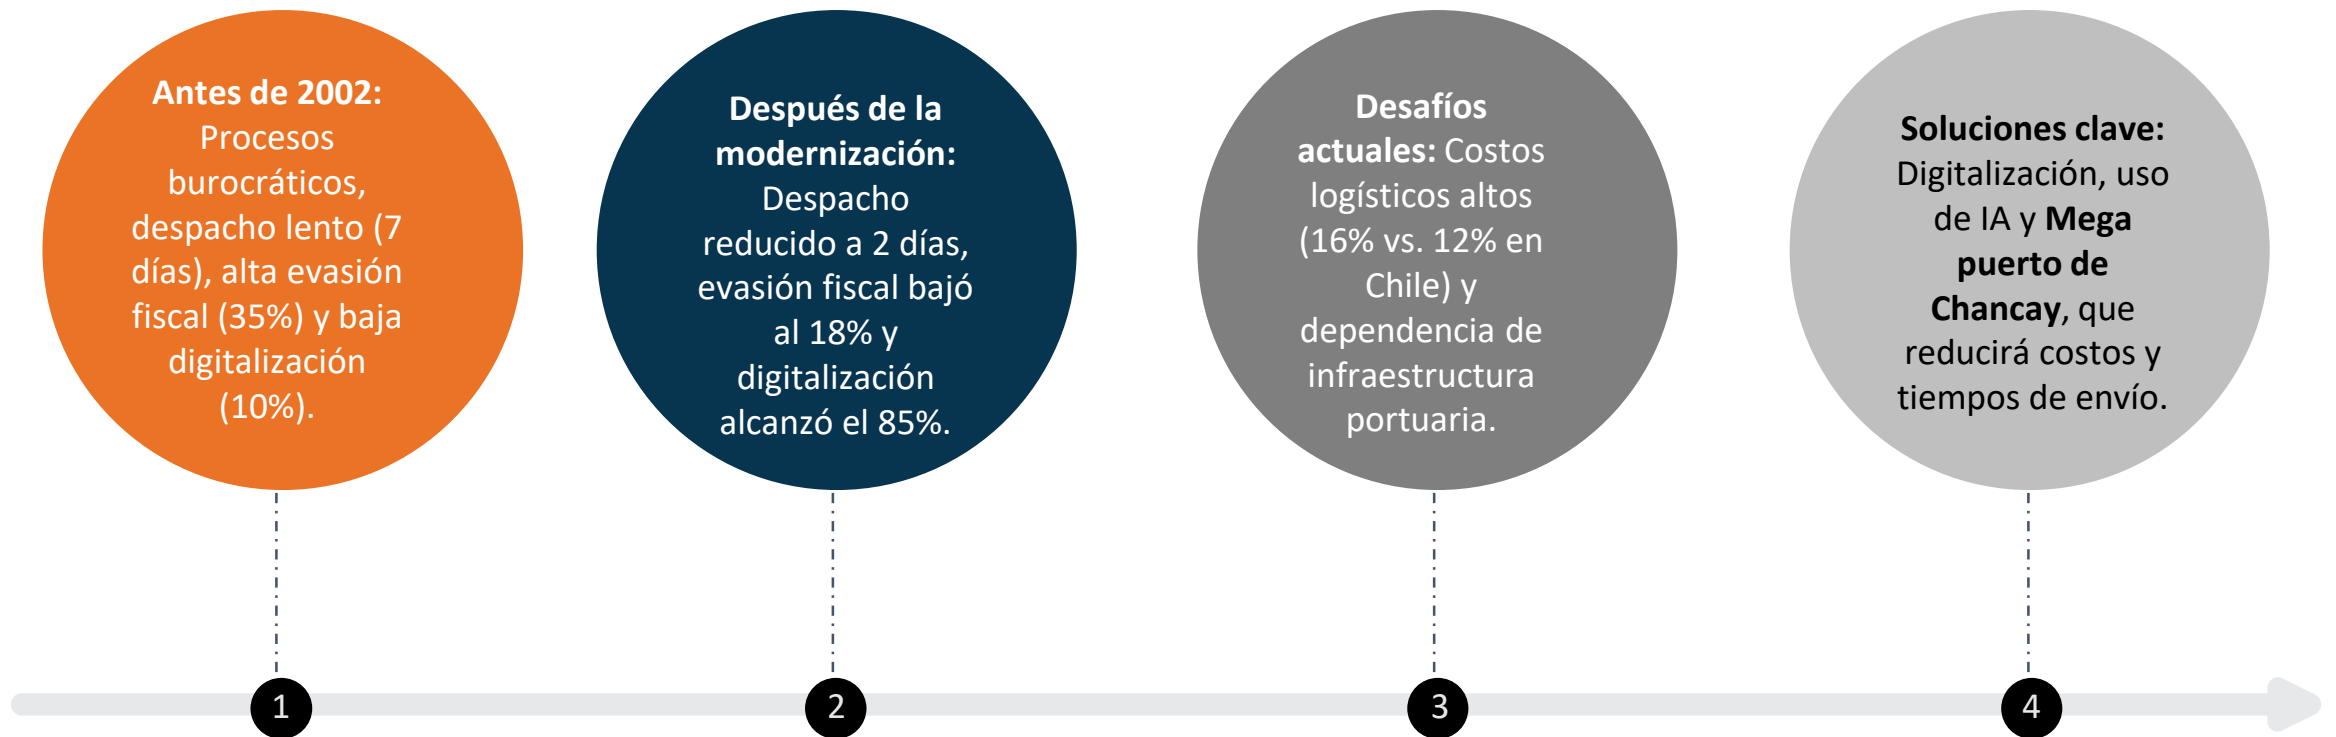 Antes de 2002:
Procesos
burocráticos,
despacho lento (7
días), alta evasión
fiscal (35%) y baja
digitalización
(10%).
Después de la
modernización:
Despacho
reducido a 2 días,
evasión fiscal bajó
al 18% y
digitalización
alcanzó el 85%.
Desafíos
actuales: Costos
logísticos altos
(16% vs. 12% en
Chile) y
dependencia de
infraestructura
portuaria.
Soluciones clave:
Digitalización, uso
de IA y Mega
puerto de
Chancay, que
reducirá costos y
tiempos de envío.
1
2
3
4